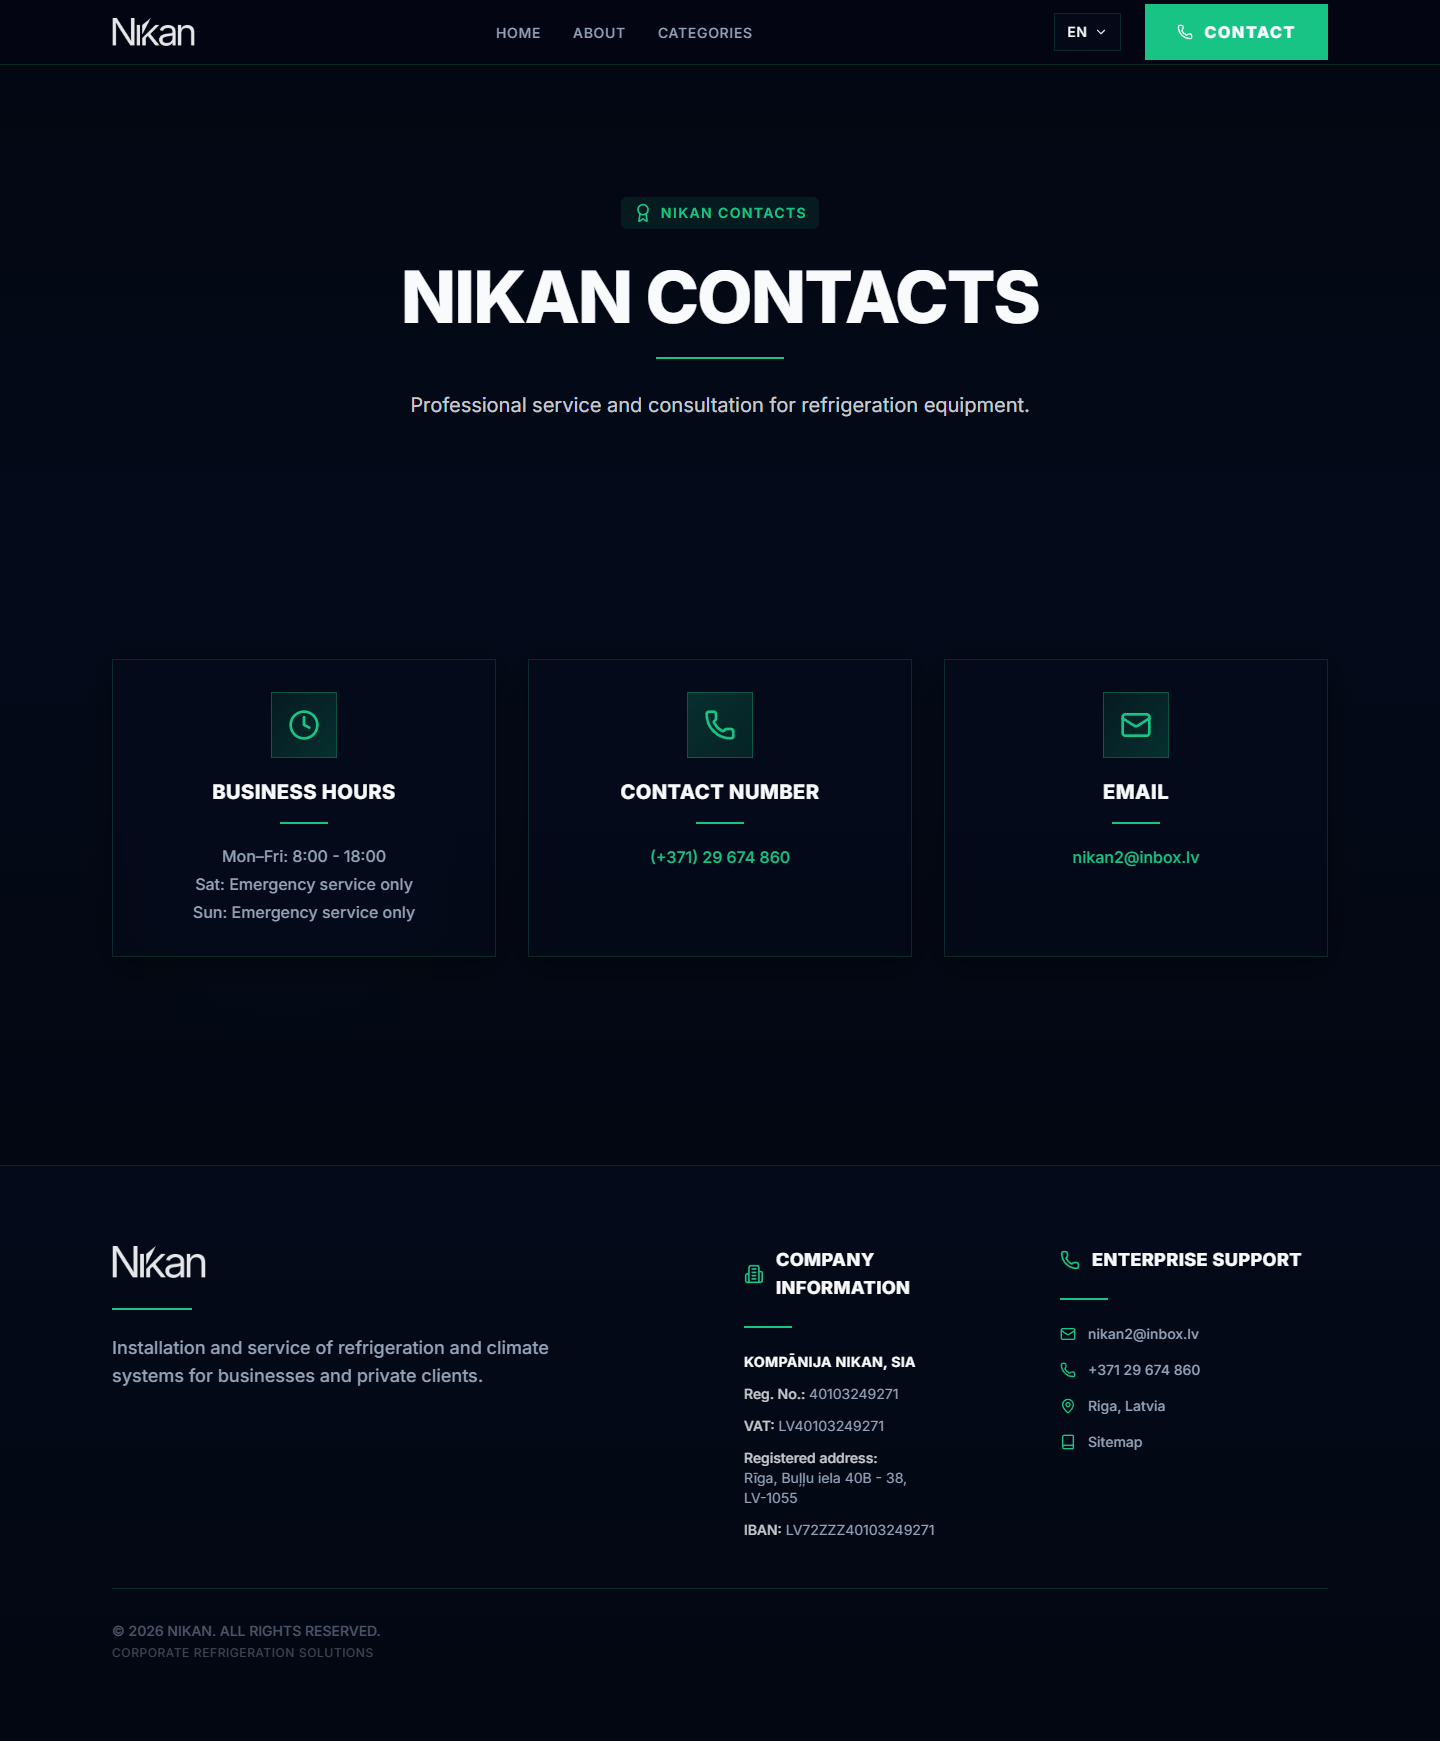 Nikan
HOME
ABOUT
CATEGORIES
EN
CONTACT
NIKAN CONTACTS
NIKAN CONTACTS
Professional service and consultation for refrigeration equipment.
BUSINESS HOURS
Mon–Fri: 8:00 - 18:00
Sat: Emergency service only
Sun: Emergency service only
CONTACT NUMBER
(+371) 29 674 860
EMAIL
nikan2@inbox.lv
Nikan
Installation and service of refrigeration and climate
systems for businesses and private clients.
COMPANY
INFORMATION
KOMPĀNIJA NIKAN, SIA
Reg. No.: 40103249271
VAT: LV40103249271
Registered address:
Rīga, Buļļu iela 40B - 38,
LV-1055
IBAN: LV72ZZZ40103249271
ENTERPRISE SUPPORT
nikan2@inbox.lv
+371 29 674 860
Riga, Latvia
Sitemap
© 2026 NIKAN. ALL RIGHTS RESERVED.
CORPORATE REFRIGERATION SOLUTIONS